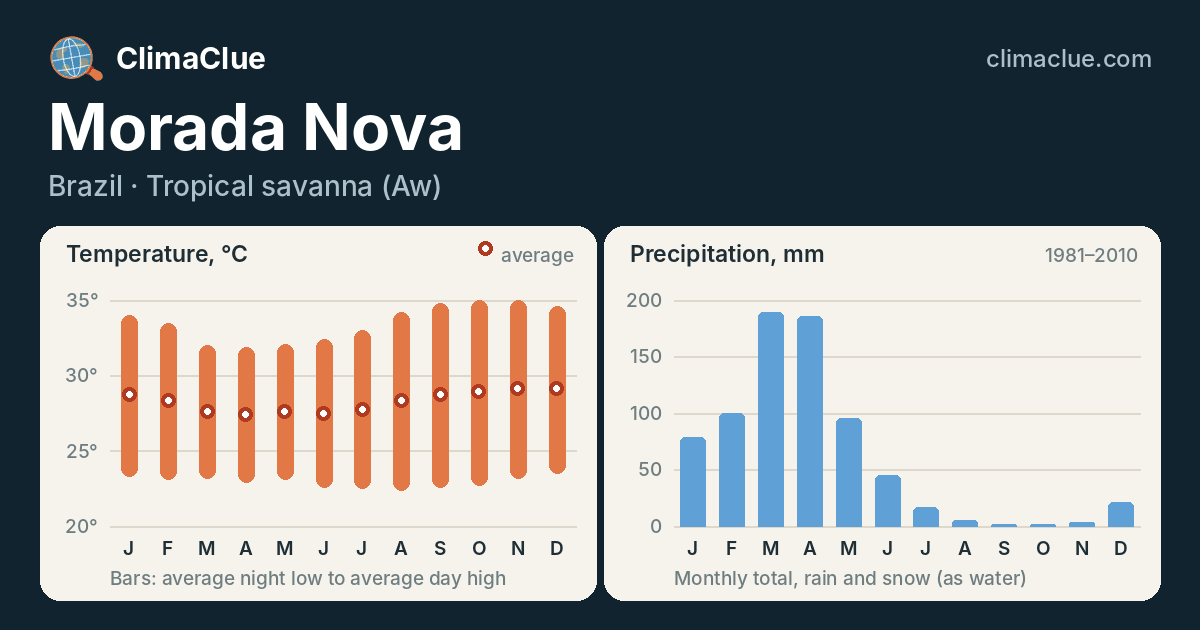 ClimaClue
climaclue.com
Morada Nova
Brazil · Tropical savanna (Aw)
Temperature, °C
average
35°
30°
25°
20°
J F M A M J J A S O N D
Bars: average night low to average day high
Precipitation, mm
1981–2010
200
150
100
50
0
J F M A M J J A S O N D
Monthly total, rain and snow (as water)